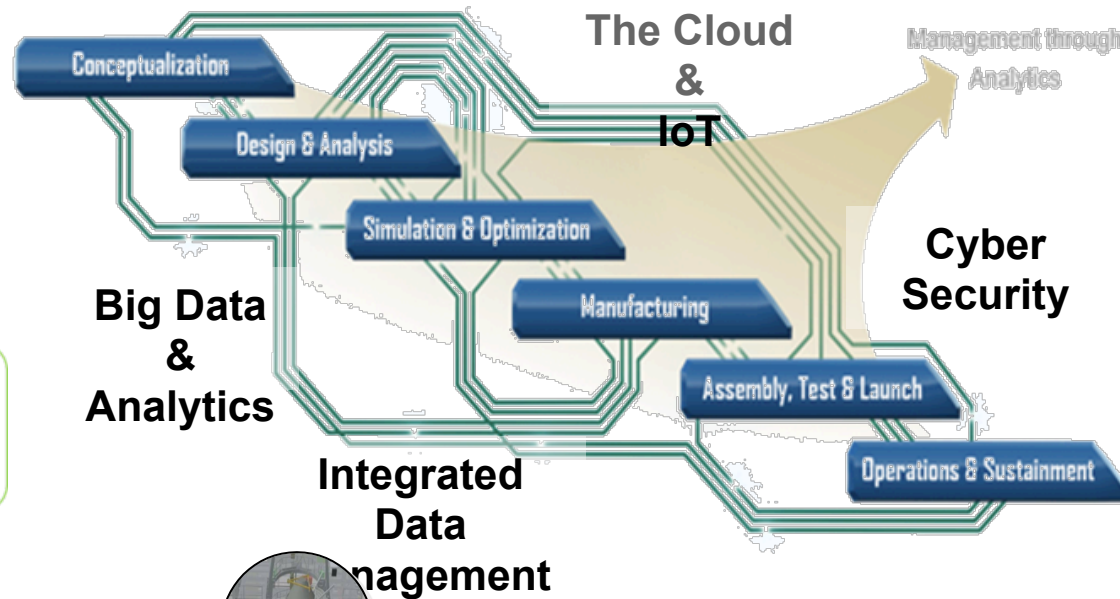 The Cloud
&
IoT
Management through
Analytics
Conceptualization
Design & Analysis
Simulation & Optimization
Manufacturing
Assembly, Test & Launch
Operations & Sustainment
Cyber
Security
Big Data
&
Analytics
Integrated
Data
nagement